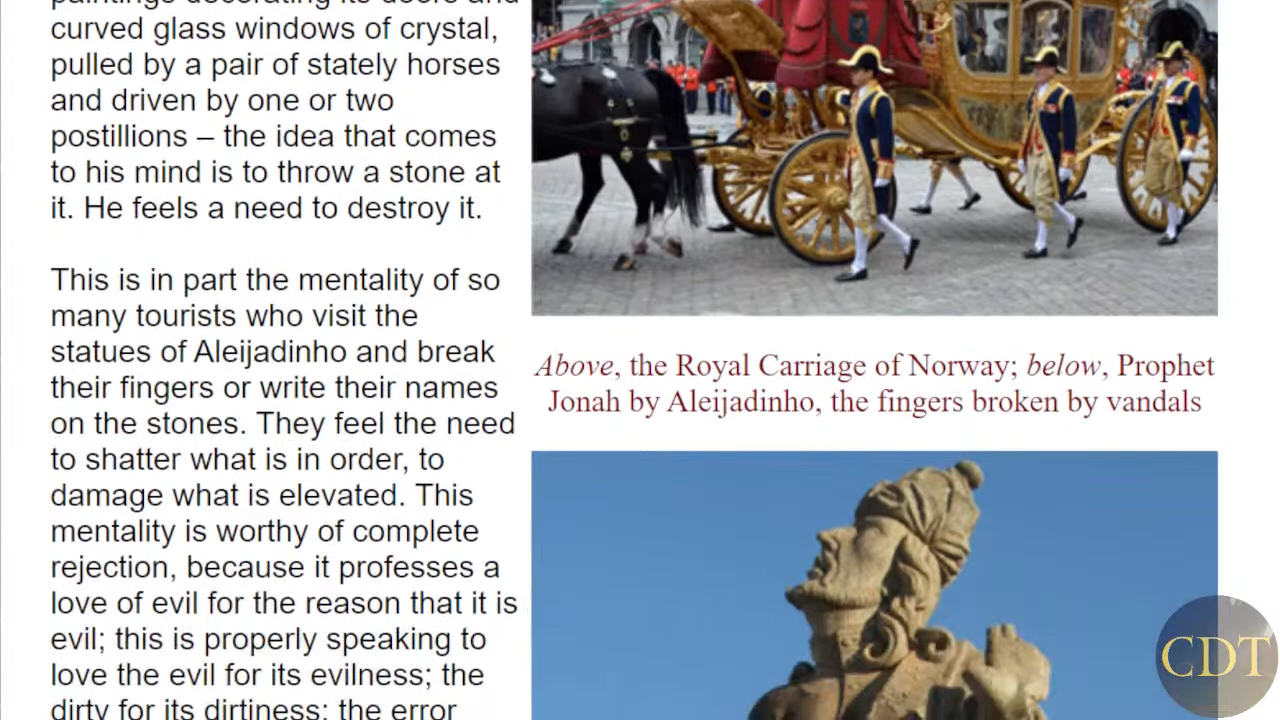 paintings decorating its doors and
curved glass windows of crystal,
pulled by a pair of stately horses
and driven by one or two
postillions – the idea that comes
to his mind is to throw a stone at
it. He feels a need to destroy it.
This is in part the mentality of so
many tourists who visit the
statues of Aleijadinho and break
their fingers or write their names
on the stones. They feel the need
to shatter what is in order, to
damage what is elevated. This
mentality is worthy of complete
rejection, because it professes a
love of evil for the reason that it is
evil; this is properly speaking to
love the evil for its evilness; the
dirty for its dirtiness; the error
Above, the Royal Carriage of Norway; below, Prophet
Jonah by Aleijadinho, the fingers broken by vandals
CDT